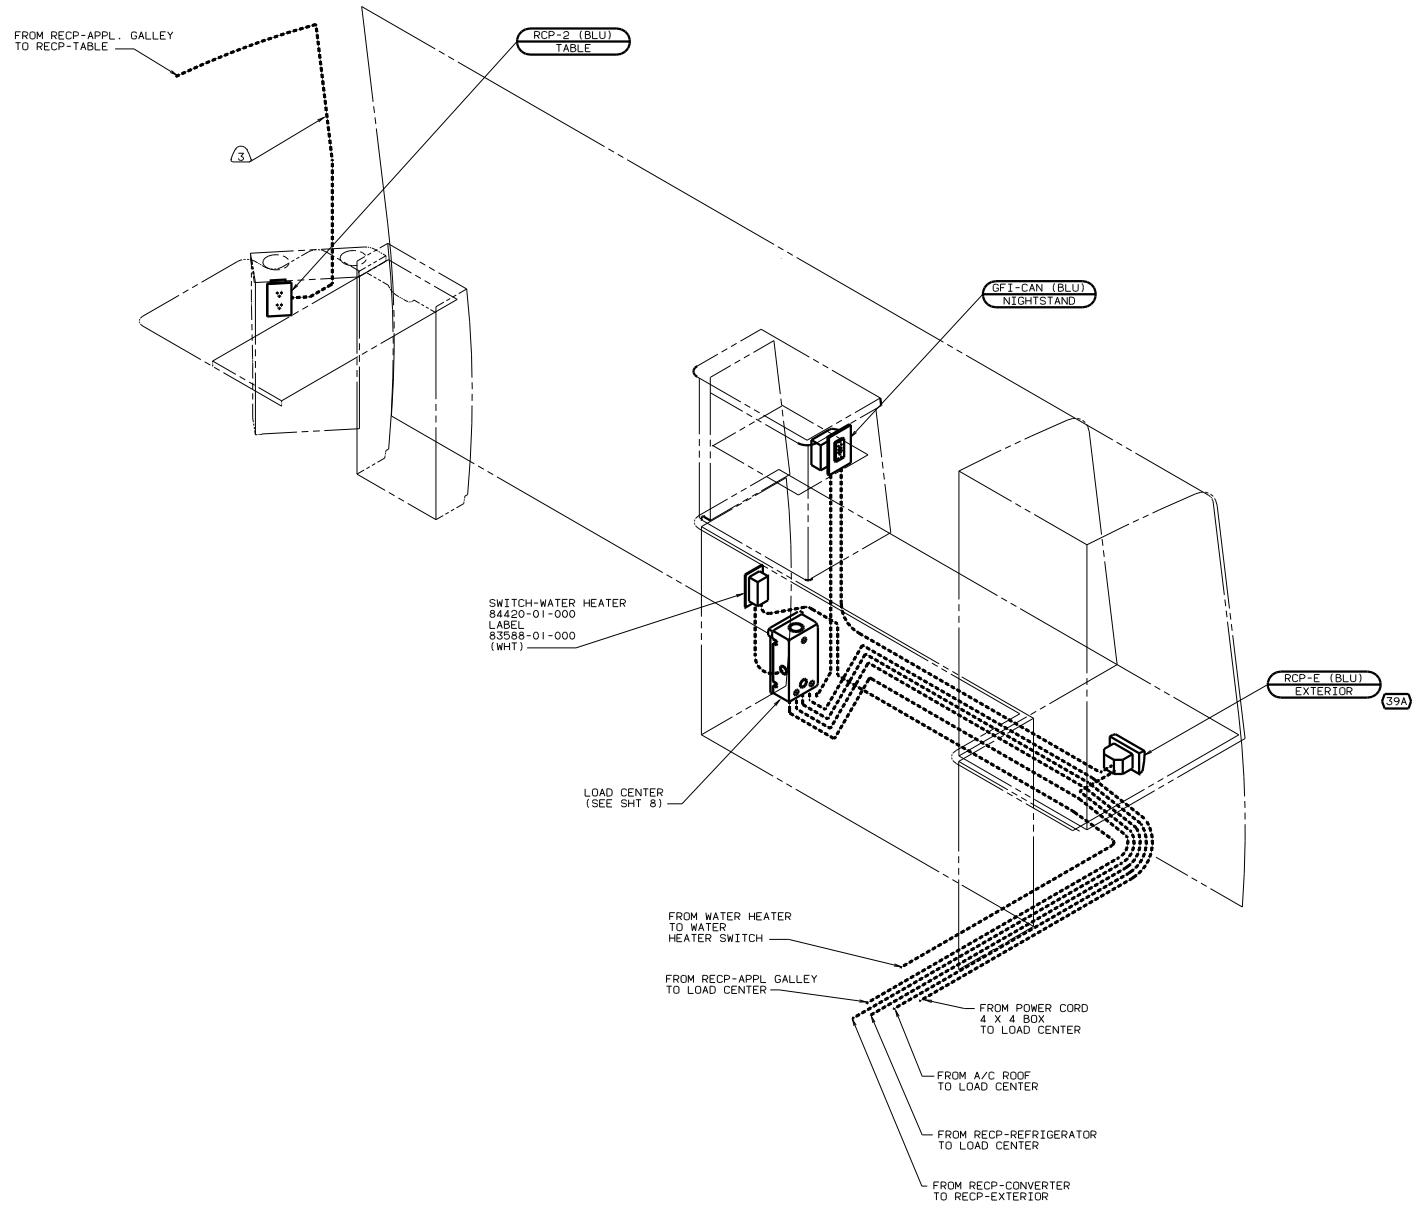 FROM RECP-APPL. GALLEY
TO RECP-TABLE
RCP-2 (BLU)
TABLE
3
GFI-CAN (BLU)
NIGHTSTAND
SWITCH-WATER HEATER
84420-01-000
LABEL
83588-01-000
(WHT)
RCP-E (BLU)
EXTERIOR
39A
LOAD CENTER
(SEE SHT 8)
FROM WATER HEATER
TO WATER
HEATER SWITCH
FROM RECP-APPL GALLEY
TO LOAD CENTER
FROM POWER CORD
4 X 4 BOX
TO LOAD CENTER
FROM A/C ROOF
TO LOAD CENTER
FROM RECP-REFRIGERATOR
TO LOAD CENTER
FROM RECP-CONVERTER
TO RECP-EXTERIOR